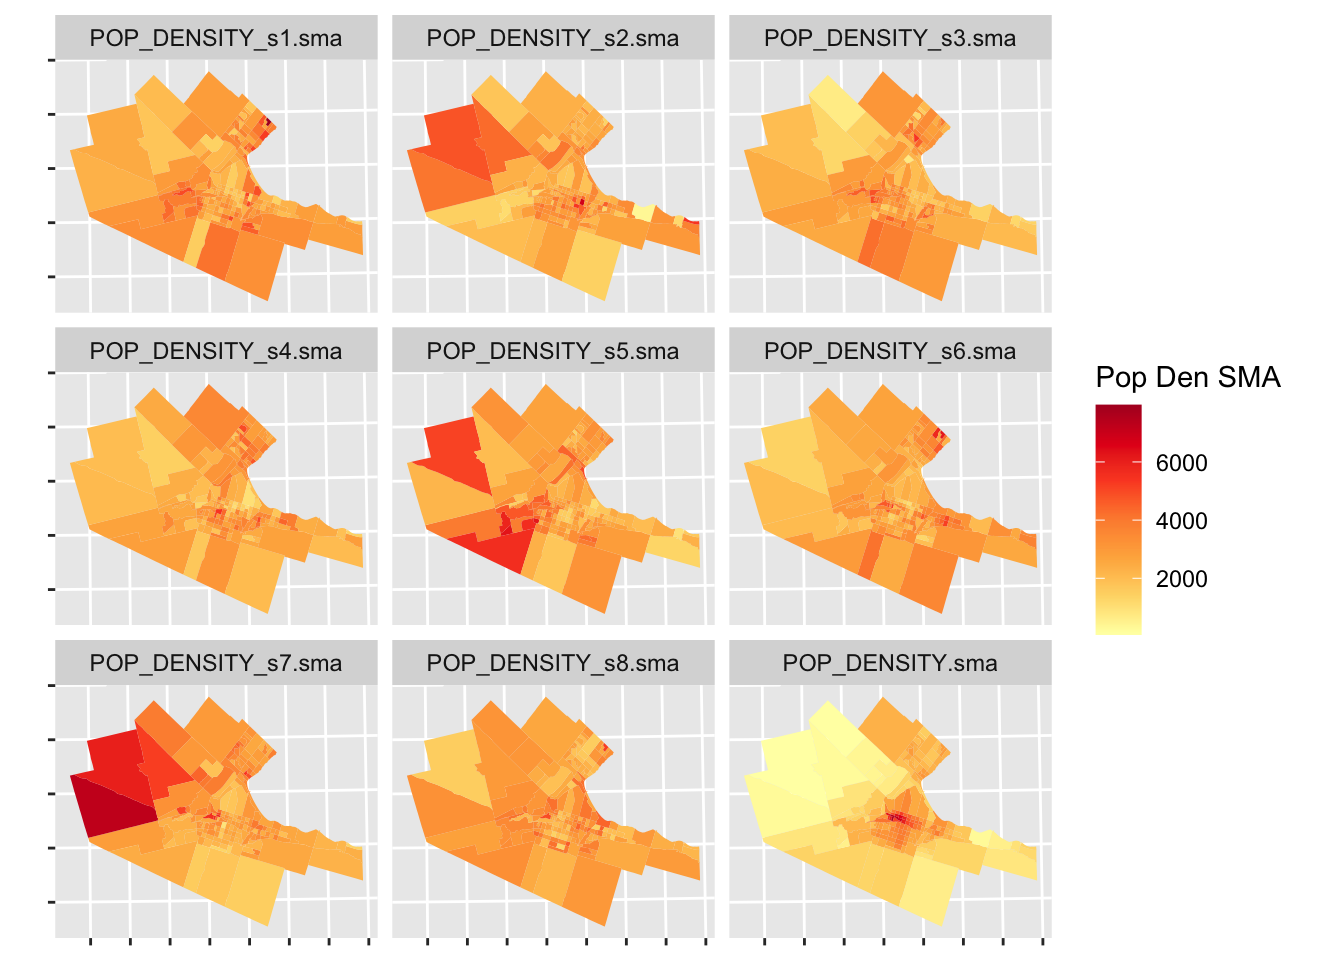 POP_DENSITY_s1.sma
POP_DENSITY_s2.sma
POP_DENSITY_s3.sma
POP_DENSITY_s4.sma
POP_DENSITY_s5.sma
POP_DENSITY_s6.sma
Pop Den SMA
6000
4000
2000
POP_DENSITY_s7.sma
POP_DENSITY_s8.sma
POP_DENSITY.sma